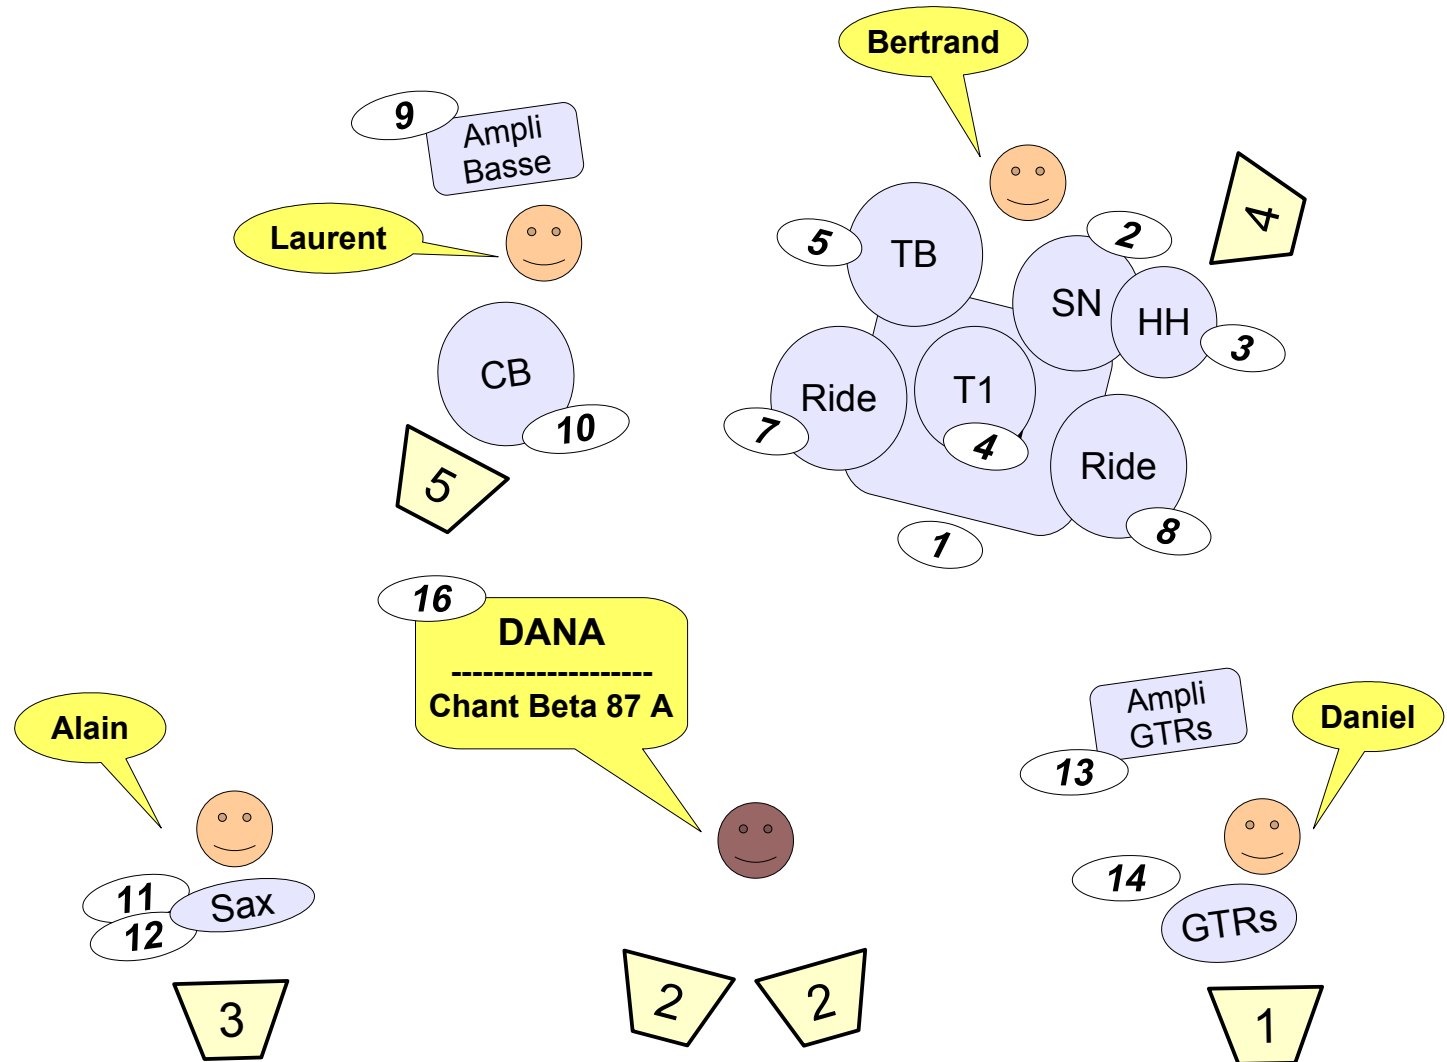 Bertrand
9
Ampli
Basse
Laurent
4
5
TB
2
SN
HH
3
CB
10
Ride
7
T1
4
Ride
8
5
1
16
DANA
-------------------
Chant Beta 87 A
Alain
Ampli
GTRs
13
Daniel
11
12
Sax
14
GTRs
3
2
2
1